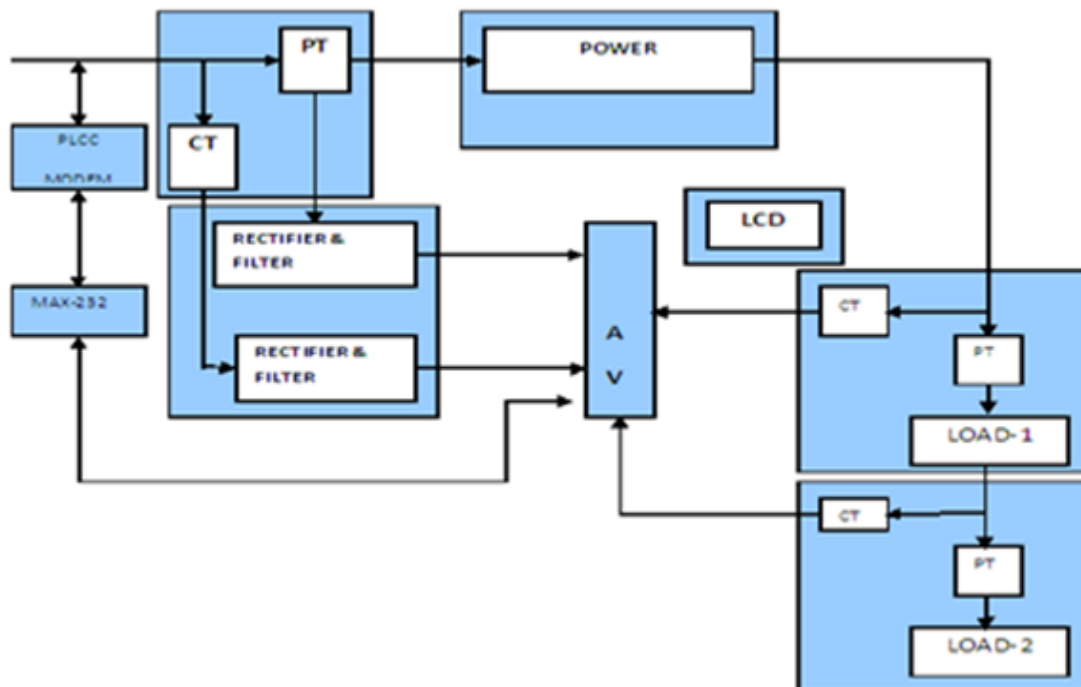 PT
POWER
PLCC
MODEM
CT
LCD
RECTIFIER &
FILTER
MAX-232
CT
A
V
RECTIFIER &
FILTER
PT
LOAD-1
CT
PT
LOAD-2